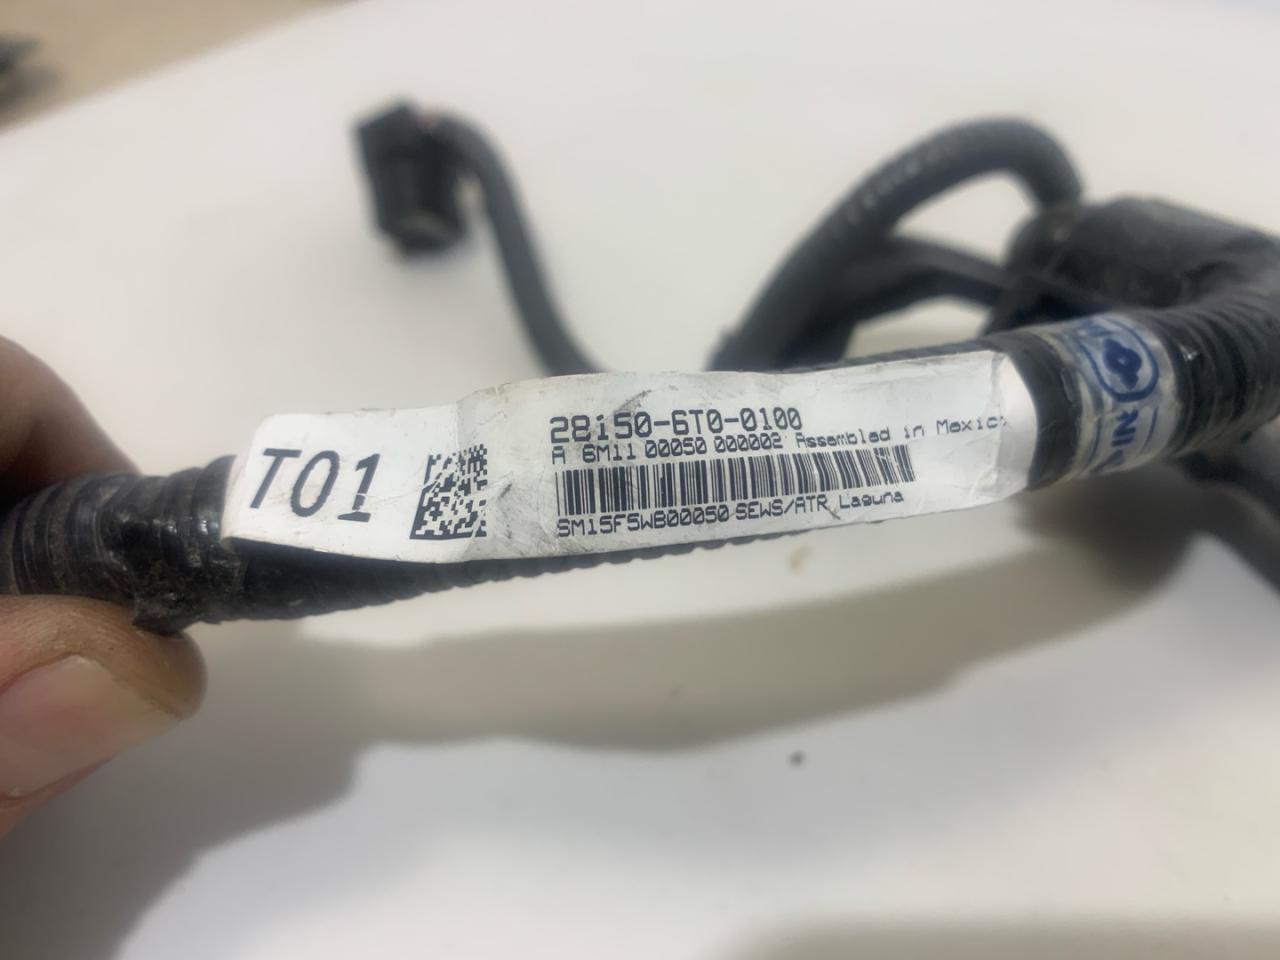 T01
28150-6T0-0100
A 6M11 00050 000002 Assembled in Mexico
SM15F5WB00050 SEWS/ATR Laguna